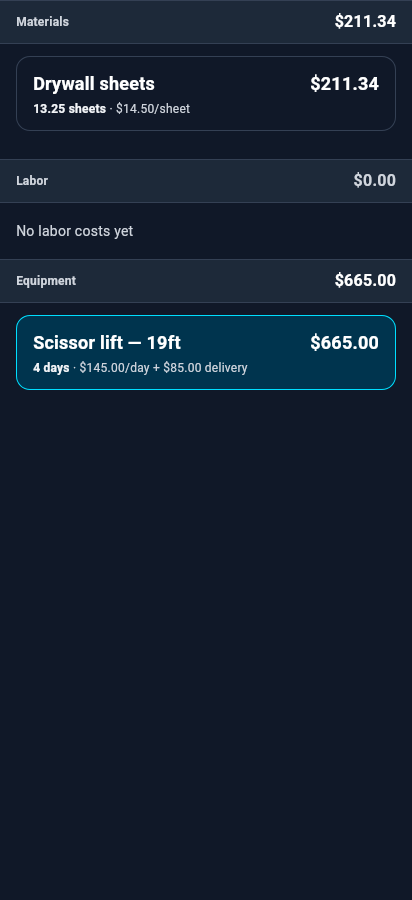 Materials $211.34
Drywall sheets $211.34
13.25 sheets · $14.50/sheet
Labor $0.00
No labor costs yet
Equipment $665.00
Scissor lift — 19ft $665.00
4 days · $145.00/day + $85.00 delivery